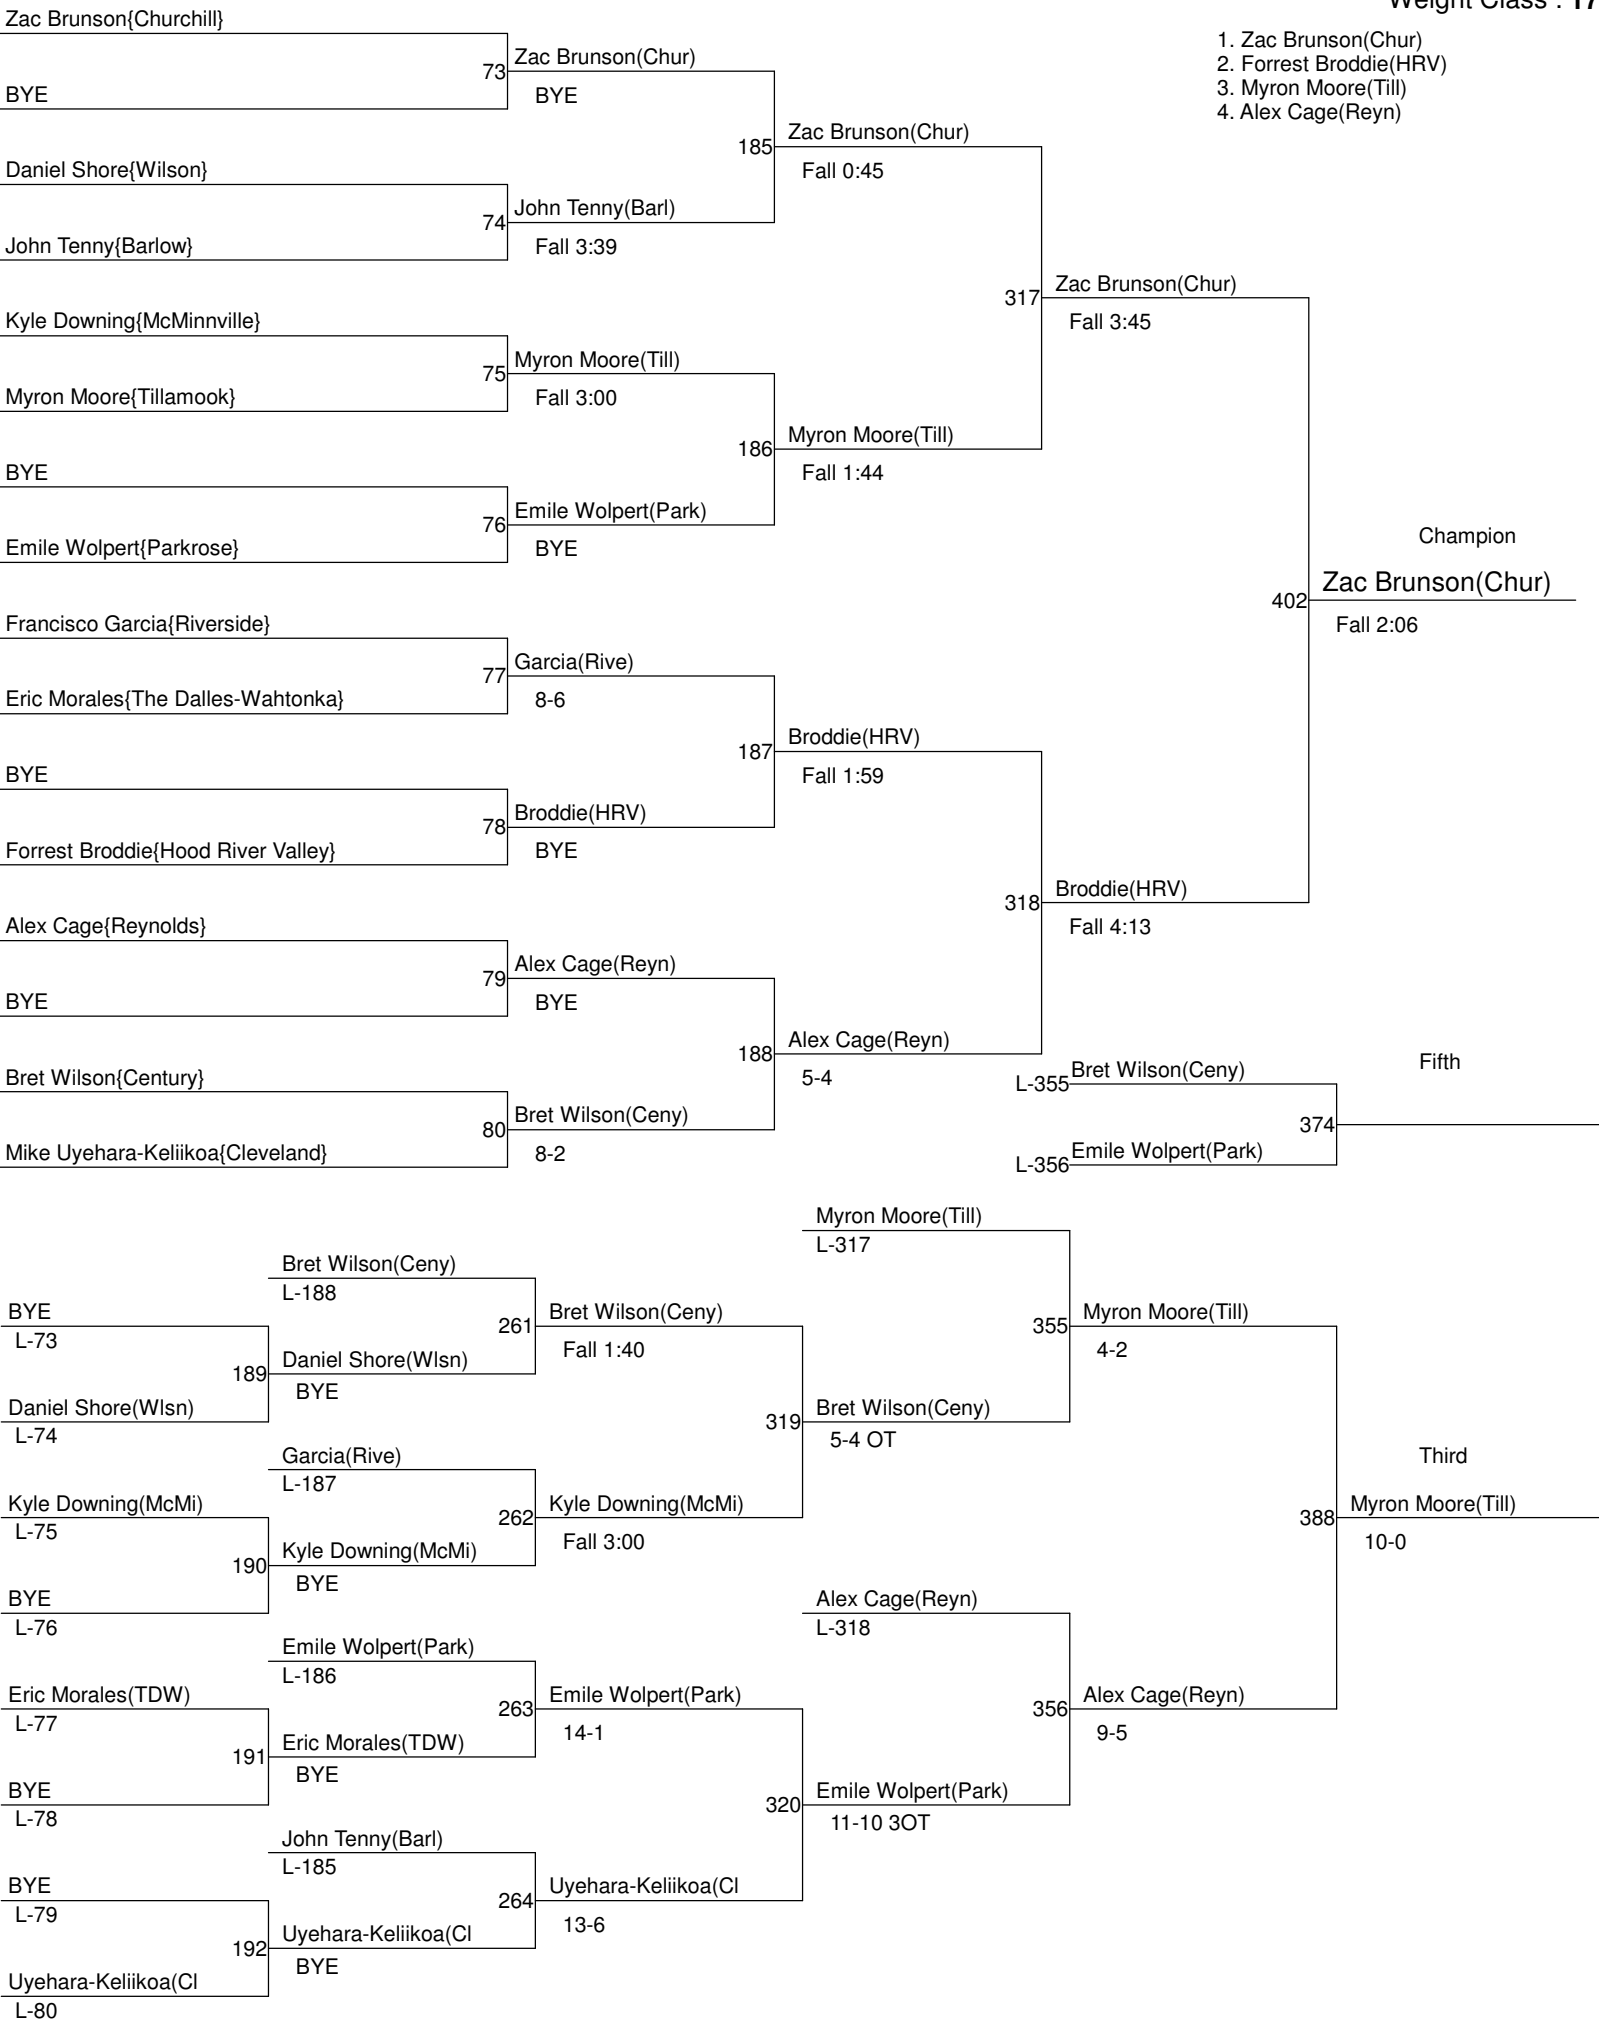 Weight Class : 17
1. Zac Brunson(Chur)
2. Forrest Broddie(HRV)
3. Myron Moore(Till)
4. Alex Cage(Reyn)
Zac Brunson{Churchill}
73
Zac Brunson(Chur)
BYE
BYE
185
Zac Brunson(Chur)
Fall 0:45
Daniel Shore{Wilson}
74
John Tenny(Barl)
Fall 3:39
John Tenny{Barlow}
317
Zac Brunson(Chur)
Fall 3:45
Kyle Downing{McMinnville}
75
Myron Moore(Till)
Fall 3:00
Myron Moore{Tillamook}
186
Myron Moore(Till)
Fall 1:44
BYE
76
Emile Wolpert(Park)
BYE
Emile Wolpert{Parkrose}
Champion
402
Zac Brunson(Chur)
Fall 2:06
Francisco Garcia{Riverside}
77
Garcia(Rive)
8-6
Eric Morales{The Dalles-Wahtonka}
187
Broddie(HRV)
Fall 1:59
BYE
78
Broddie(HRV)
BYE
Forrest Broddie{Hood River Valley}
318
Broddie(HRV)
Fall 4:13
Alex Cage{Reynolds}
79
Alex Cage(Reyn)
BYE
BYE
188
Alex Cage(Reyn)
5-4
Bret Wilson{Century}
80
Bret Wilson(Ceny)
8-2
Mike Uyehara-Keliikoa{Cleveland}
Fifth
L-355
Bret Wilson(Ceny)
374
L-356
Emile Wolpert(Park)
Myron Moore(Till)
L-317
Bret Wilson(Ceny)
L-188
BYE
L-73
261
Bret Wilson(Ceny)
Fall 1:40
355
Myron Moore(Till)
4-2
189
Daniel Shore(Wlsn)
BYE
Daniel Shore(Wlsn)
L-74
319
Bret Wilson(Ceny)
5-4 OT
Garcia(Rive)
L-187
Third
Kyle Downing(McMi)
L-75
262
Kyle Downing(McMi)
Fall 3:00
388
Myron Moore(Till)
10-0
190
Kyle Downing(McMi)
BYE
BYE
L-76
Alex Cage(Reyn)
L-318
Emile Wolpert(Park)
L-186
Eric Morales(TDW)
L-77
263
Emile Wolpert(Park)
14-1
356
Alex Cage(Reyn)
9-5
191
Eric Morales(TDW)
BYE
BYE
L-78
320
Emile Wolpert(Park)
11-10 3OT
John Tenny(Barl)
L-185
BYE
L-79
264
Uyehara-Keliikoa(Cl
13-6
192
Uyehara-Keliikoa(Cl
BYE
Uyehara-Keliikoa(Cl
L-80